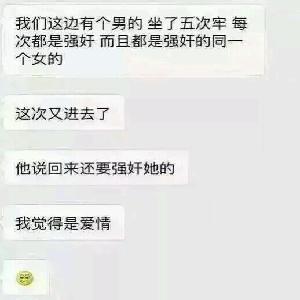 我们这边有个男的 坐了五次牢 每
次都是强奸 而且都是强奸的同一
个女的
这次又进去了
他说回来还要强奸她的
我觉得是爱情